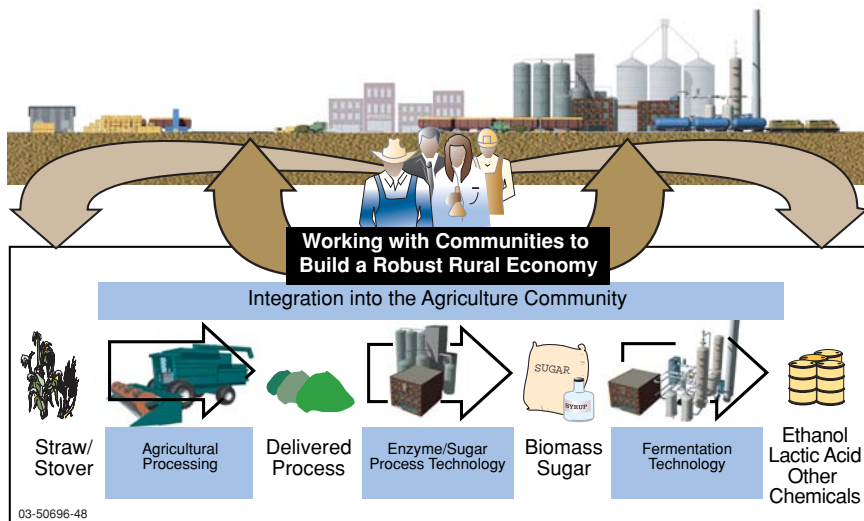 Working with Communities to
Build a Robust Rural Economy
Integration into the Agriculture Community
SUGAR
SYRUP
Straw/
Stover
Agricultural
Processing
Delivered
Process
Enzyme/Sugar
Process Technology
Biomass
Sugar
Fermentation
Technology
Ethanol
Lactic Acid
Other
Chemicals
03-50696-48